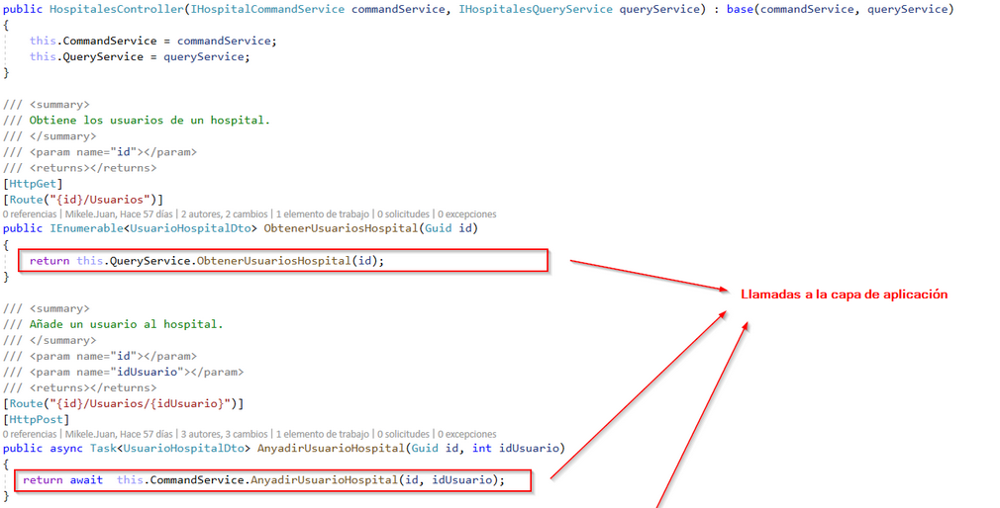 public HospitalesController(IHospitalCommandService commandService, IHospitalesQueryService queryService) : base(commandService, queryService)
{
this.CommandService = commandService;
this.QueryService = queryService;
}
/// <summary>
/// Obtiene los usuarios de un hospital.
/// </summary>
/// <param name="id"></param>
/// <returns></returns>
[HttpGet]
[Route("{id}/Usuarios")]
0 referencias | Mikele.Juan, Hace 57 días | 2 autores, 2 cambios | 1 elemento de trabajo | 0 solicitudes | 0 excepciones
public IEnumerable<UsuarioHospitalDto> ObtenerUsuariosHospital(Guid id)
{
return this.QueryService.ObtenerUsuariosHospital(id);
}
Llamadas a la capa de aplicación
/// <summary>
/// Añade un usuario al hospital.
/// </summary>
/// <param name="id"></param>
/// <param name="idUsuario"></param>
/// <returns></returns>
[Route("{id}/Usuarios/{idUsuario}")]
[HttpPost]
0 referencias | Mikele.Juan, Hace 57 días | 3 autores, 3 cambios | 1 elemento de trabajo | 0 solicitudes | 0 excepciones
public async Task<UsuarioHospitalDto> AnyadirUsuarioHospital(Guid id, int idUsuario)
{
return await  this.CommandService.AnyadirUsuarioHospital(id, idUsuario);
}